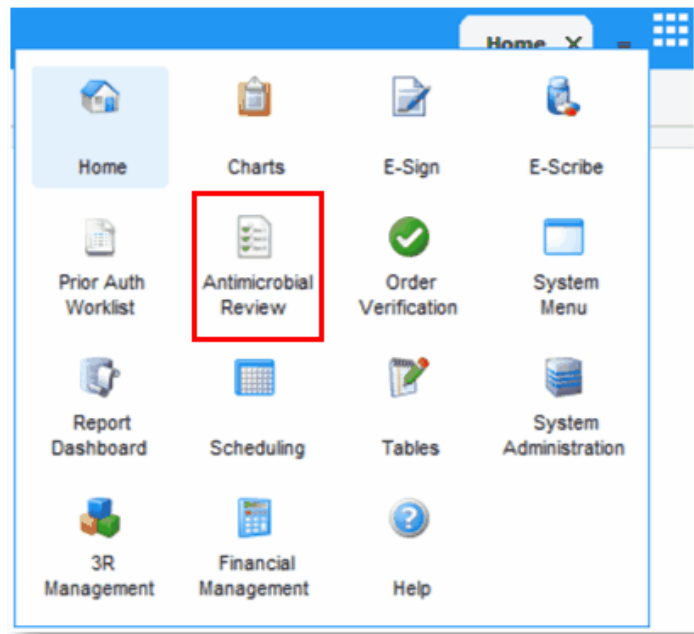 Home X
Home
Charts
E-Sign
E-Scribe
Prior Auth
Worklist
Antimicrobial
Review
Order
Verification
System
Menu
Report
Dashboard
Scheduling
Tables
System
Administration
3R
Management
Financial
Management
Help